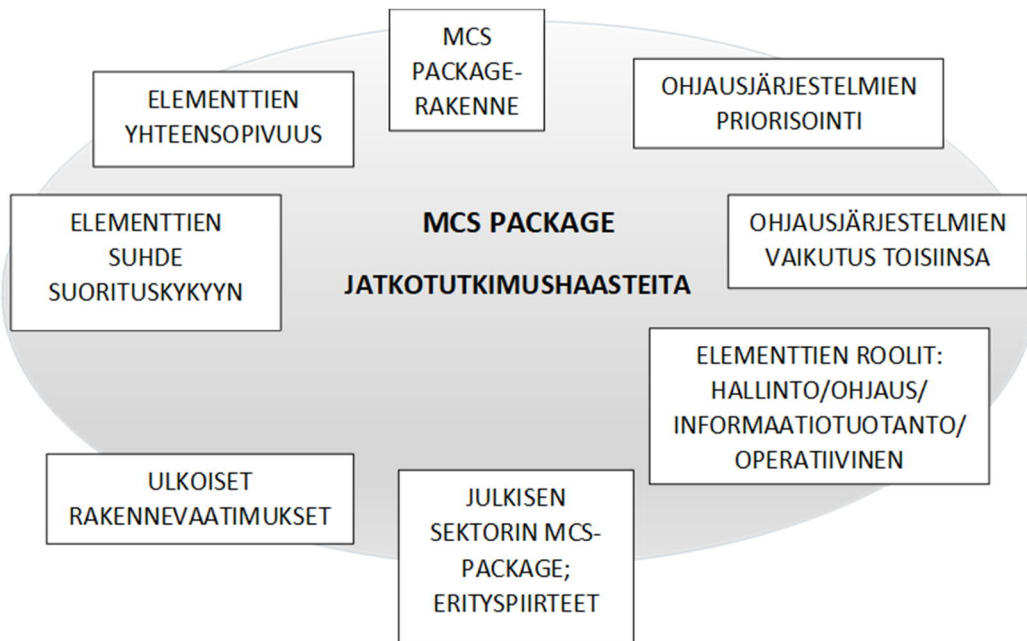 MCS
PACKAGE-
RAKENNE
ELEMENTTIEN
YHTEENSOPIVUUS
OHJAUSJÄRJESTELMIEN
PRIORISOINTI
ELEMENTTIEN
SUHDE
SUORITUSKYKYYN
MCS PACKAGE
JATKOTUTKIMUSHAASTEITA
OHJAUSJÄRJESTELMIEN
VAIKUTUS TOISIINSA
ELEMENTTIEN ROOLIT:
HALLINTO/OHJAUS/
INFORMAATIOTUOTANTO/
OPERATIIVINEN
ULKOISET
RAKENNEVAATIMUKSET
JULKISEN
SEKTORIN MCS-
PACKAGE;
ERITYSPIIRTEET